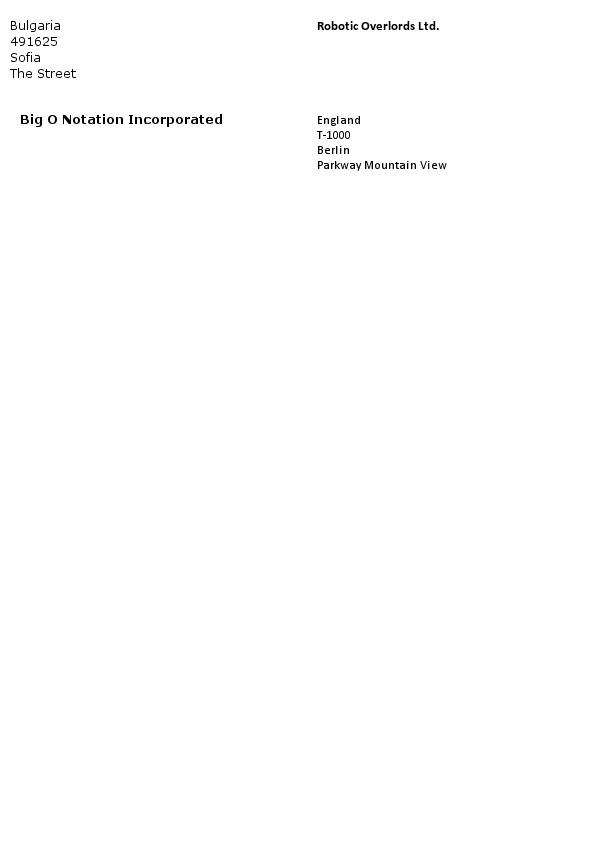 Bulgaria
491625
Sofia
The Street
Big O Notation Incorporated
Robotic Overlords Ltd.
England
T-1000
Berlin
Parkway Mountain View